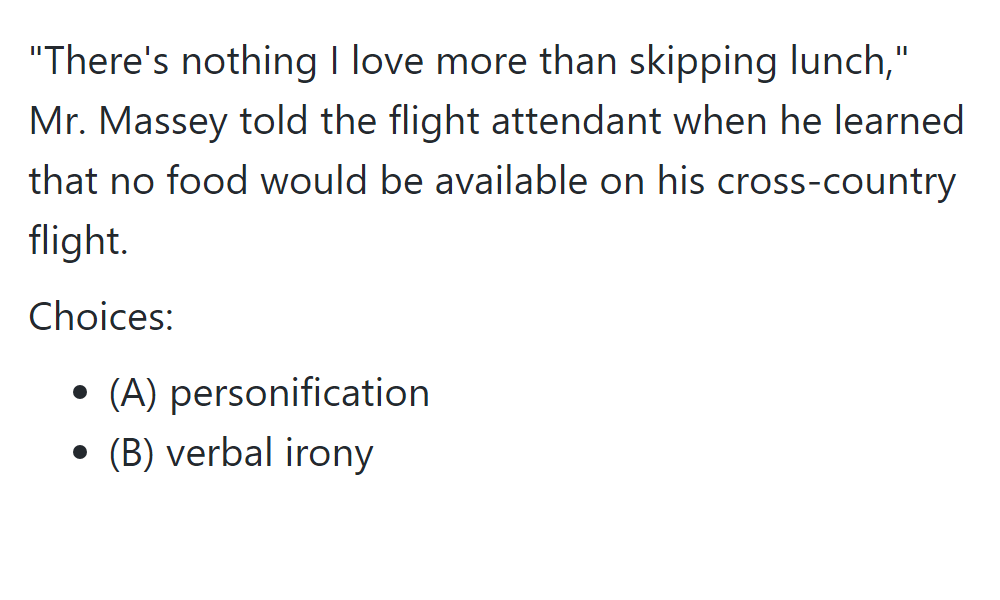 "There's nothing I love more than skipping lunch,"
Mr. Massey told the flight attendant when he learned
that no food would be available on his cross-country
flight.
Choices:
• (A) personification
• (B) verbal irony